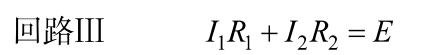 回路Ⅲ I₁R₁ + I₂R₂ = E